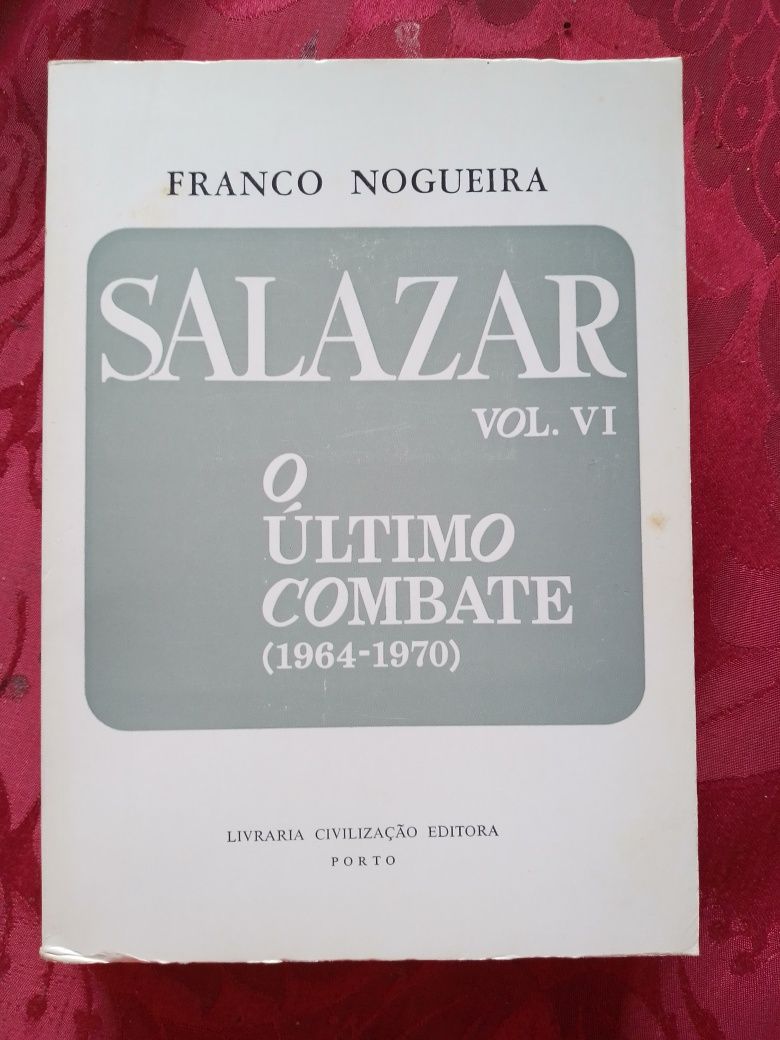 FRANCO NOGUEIRA
SALAZAR
VOL. VI
O
ÚLTIMO
COMBATE
(1964-1970)
LIVRARIA CIVILIZAÇÃO EDITORA
PORTO